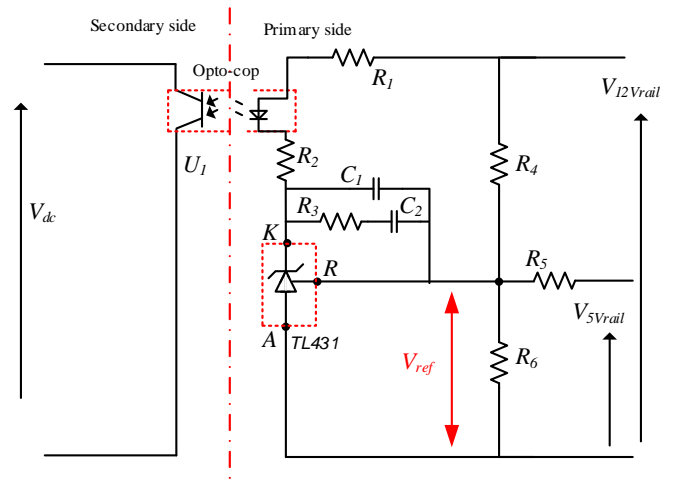 Secondary side
Primary side
Opto-cop
R1
V12Vrail
U1
R2
C1
R4
Vdc
R3
C2
K
R
R5
V5Vrail
A
TL431
Vref
R6